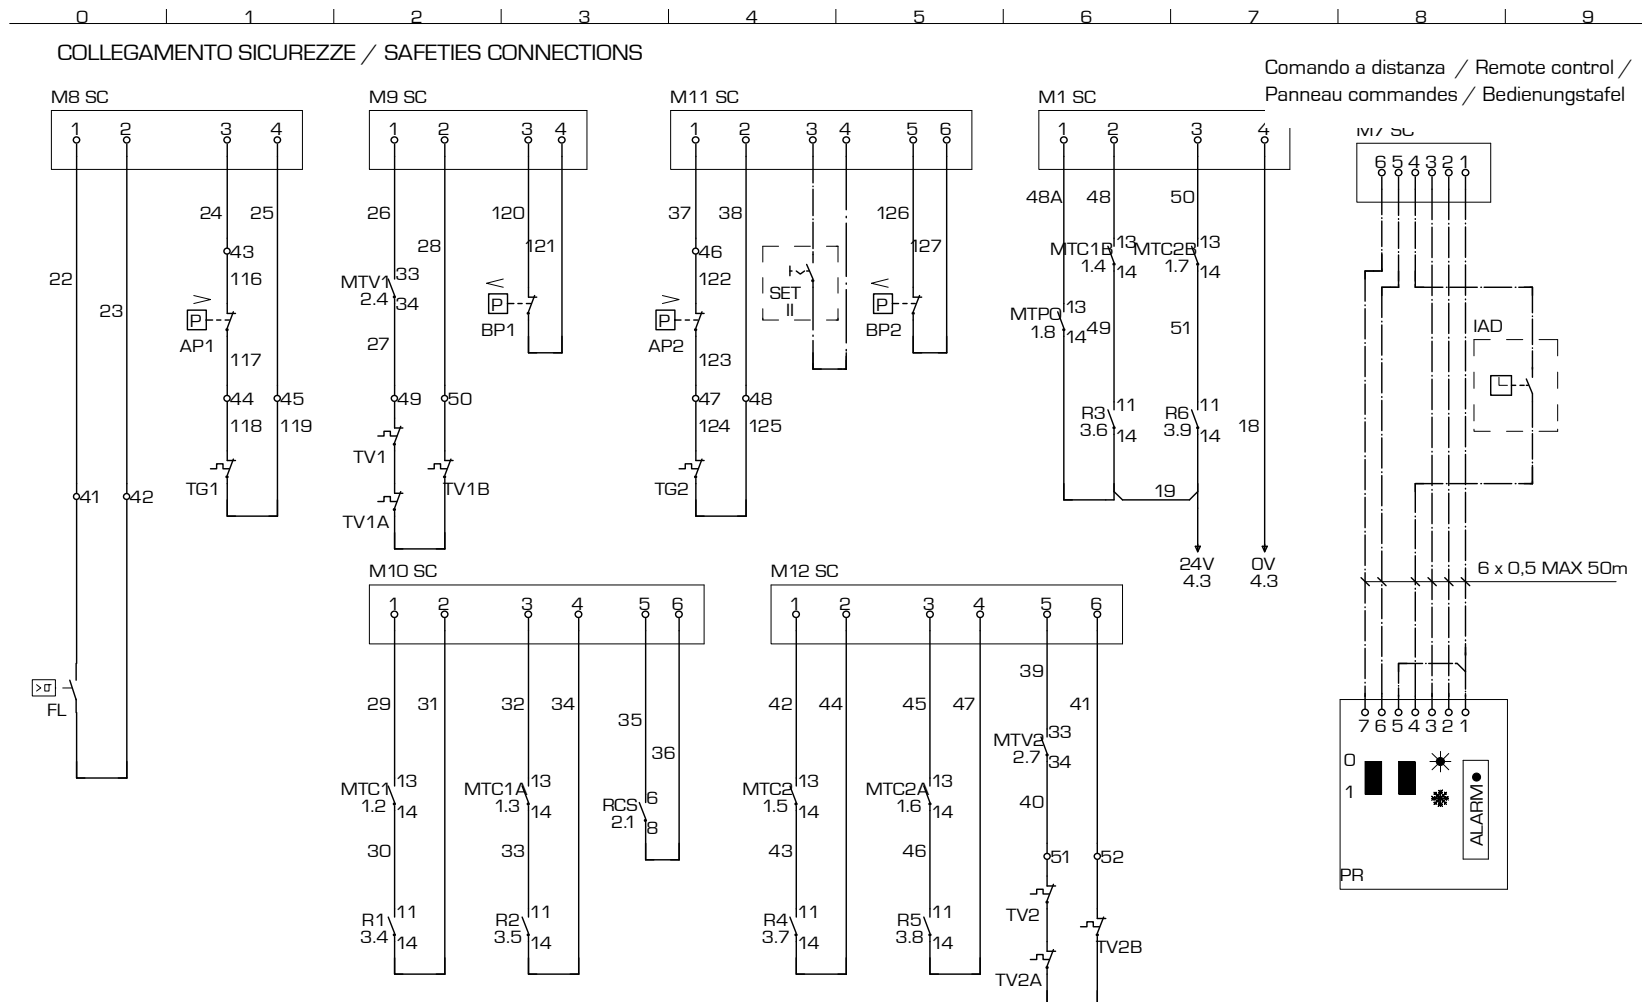 0 1 2 3 4 5 6 7 8 9
COLLEGAMENTO SICUREZZE / SAFETIES CONNECTIONS
Comando a distanza / Remote control /
Panneau commandes / Bedienungstafel
M8 SC
1 2 3 4
22
23
24 25
43
116
>
P
AP1
117
44 45
118 119
TG1
41 42
>σ
FL
M9 SC
1 2 3 4
26
28
120
121
MTV1 33
2.4 34
27
<
P
BP1
49 50
TV1
TV1B
TV1A
M11 SC
1 2 3 4 5 6
37 38
46
122
>
P
AP2
123
47 48
124 125
TG2
SET
II
126
127
<
P
BP2
M1 SC
1 2 3 4
48A 48 50
MTC1B 13
1.4 14
MTC2B 13
1.7 14
MTPO 13
1.8 14
49 51
R3 11
3.6 14
R6 11
3.9 14
18
19
24V
4.3
0V
4.3
M7 SC
6 5 4 3 2 1
IAD
6 x 0,5 MAX 50m
7 6 5 4 3 2 1
0
1
ALARM
PR
M10 SC
1 2 3 4 5 6
29 31 32 34
35
36
MTC1 13
1.2 14
MTC1A 13
1.3 14
RCS 6
2.1 8
30 33
R1 11
3.4 14
R2 11
3.5 14
M12 SC
1 2 3 4 5 6
39
42 44 45 47 41
MTV2 33
2.7 34
MTC2 13
1.5 14
MTC2A 13
1.6 14
40
43 46
51 52
R4 11
3.7 14
R5 11
3.8 14
TV2
TV2B
TV2A